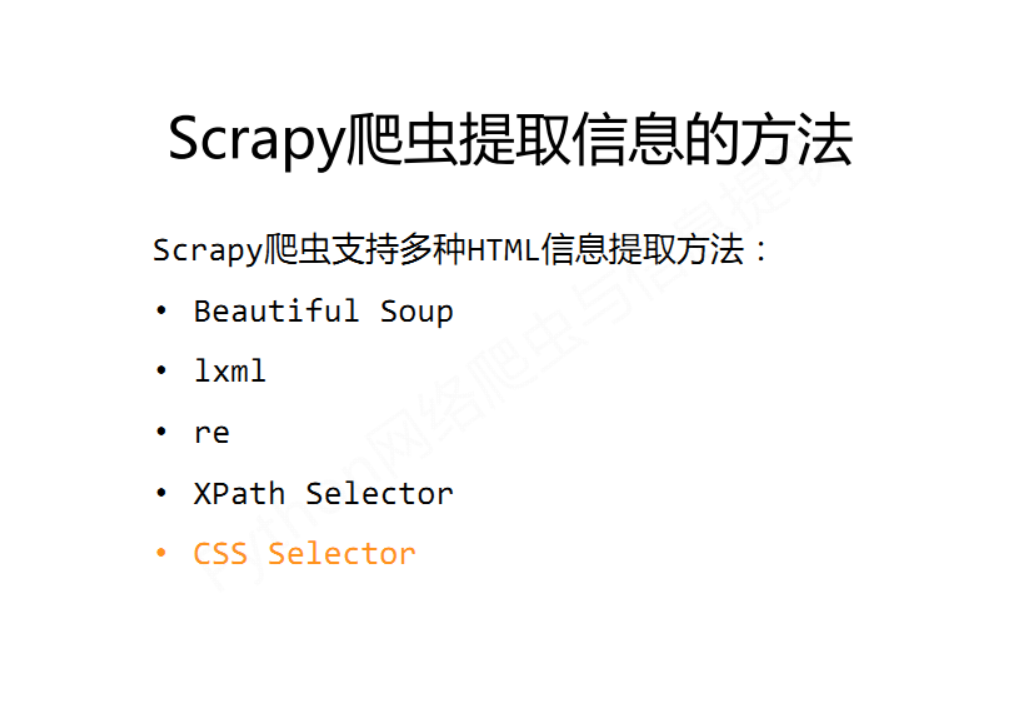 Scrapy爬虫提取信息的方法
Scrapy爬虫支持多种HTML信息提取方法：
• Beautiful Soup
• lxml
• re
• XPath Selector
• CSS Selector
Python网络爬虫与信息提取